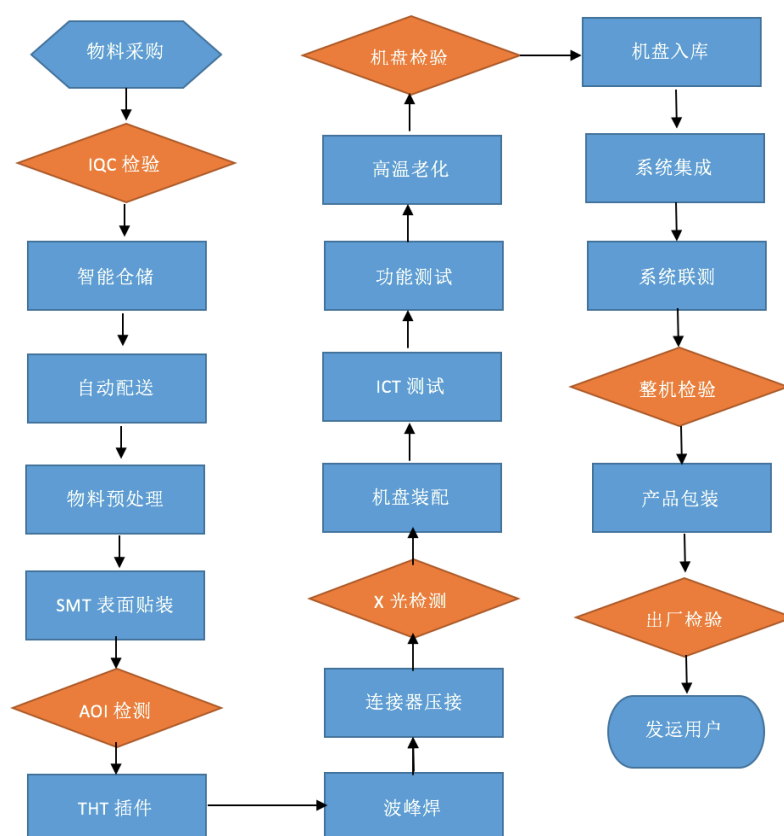 物料采购
IQC 检验
智能仓储
自动配送
物料预处理
SMT 表面贴装
AOI 检测
THT 插件
波峰焊
连接器压接
X 光检测
机盘装配
ICT 测试
功能测试
高温老化
机盘检验
机盘入库
系统集成
系统联测
整机检验
产品包装
出厂检验
发运用户